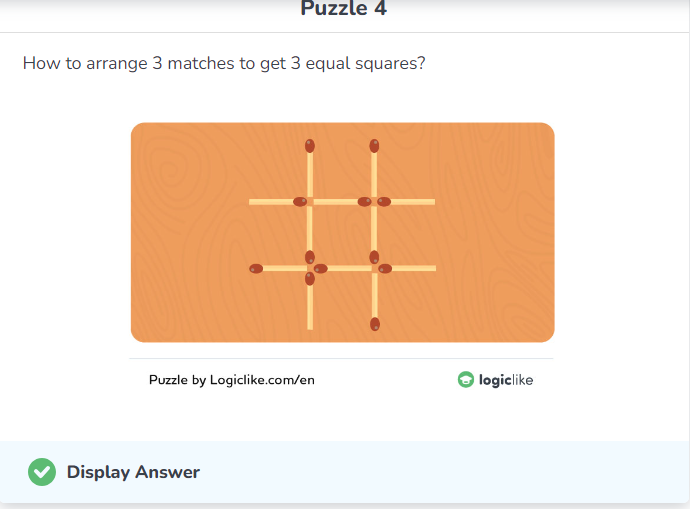 Puzzle 4
How to arrange 3 matches to get 3 equal squares?
Puzzle by Logiclike.com/en
logiclike
Display Answer